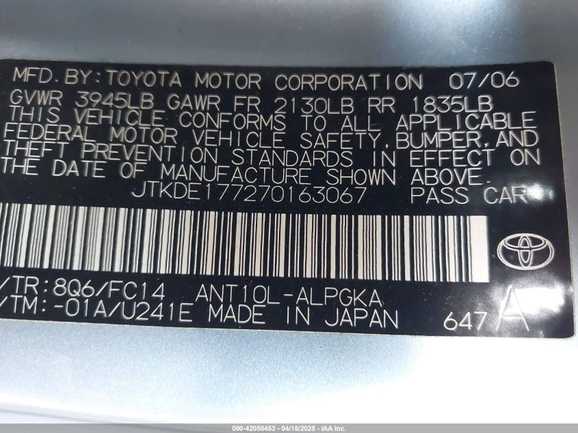 MFD. BY: TOYOTA MOTOR CORPORATION 07/06
GVWR 3945LB GAWR FR 2130LB RR 1835LB
THIS VEHICLE CONFORMS TO ALL APPLICABLE
FEDERAL MOTOR VEHICLE SAFETY, BUMPER, AND
THEFT PREVENTION STANDARDS IN EFFECT ON
THE DATE OF MANUFACTURE SHOWN ABOVE.
JTKDE177270163067 PASS CAR
/TR: 8Q6/FC14 ANT10L-ALPGKA
/TM: -01A/U241E MADE IN JAPAN 647 A
000-42056453 - 04/16/2025 - IAA Inc.